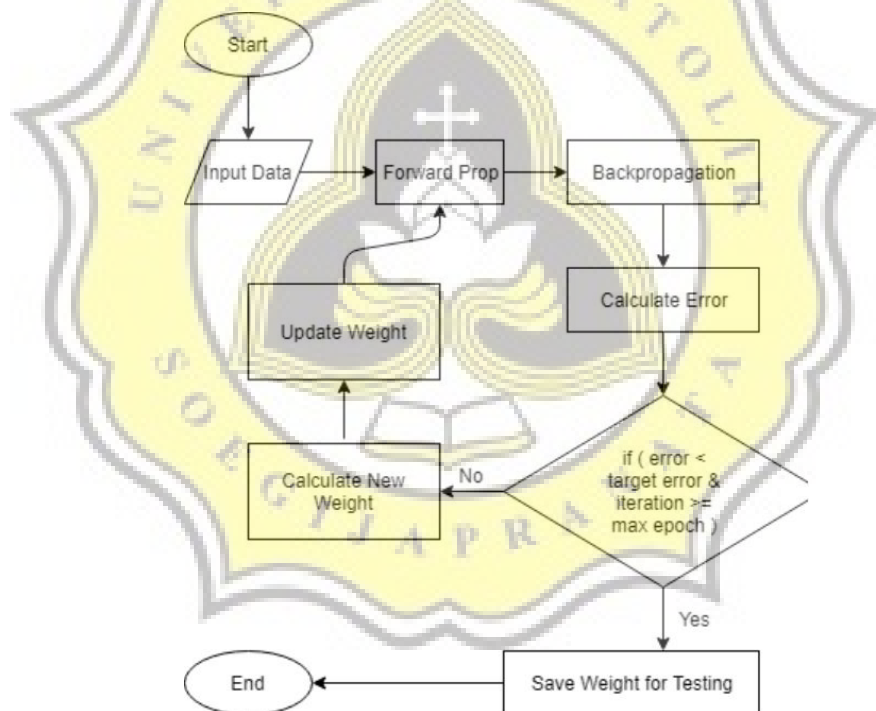 Start
Input Data
Forward Prop
Backpropagation
Calculate Error
Update Weight
Calculate New
Weight
No
if ( error <
target error &
iteration >=
max epoch )
Yes
Save Weight for Testing
End
SOEGIJAPRANATA